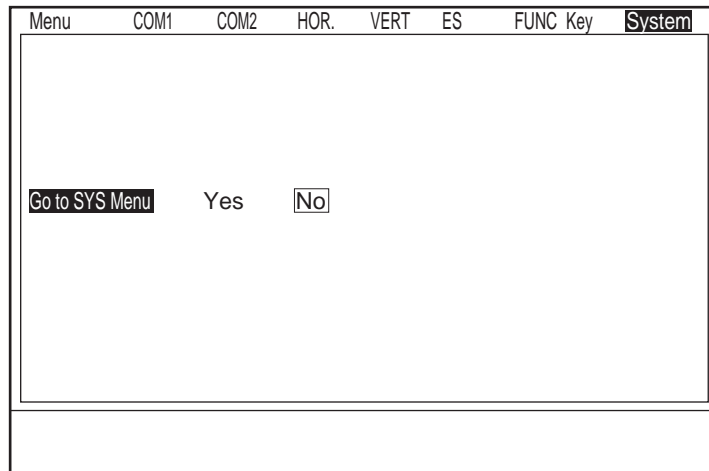 Menu COM1 COM2 HOR. VERT ES FUNC Key System
Go to SYS Menu Yes No